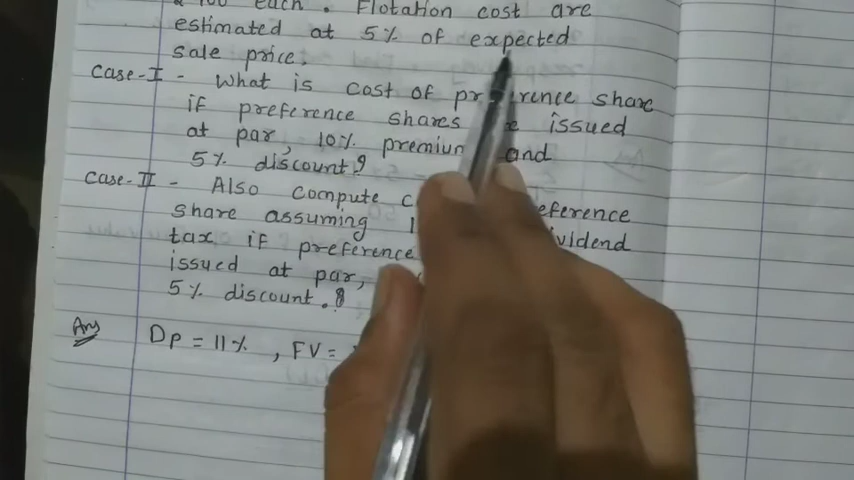 100 each. Flotation cost are
estimated at 5% of expected
sale price.
Case-I - What is cost of preference share
if preference shares issued
at par, 10% premium and
5% discount?
Case-II - Also compute
share assuming
tax if preference
issued at par,
5% discount.?
Ans DP = 11%, FV =